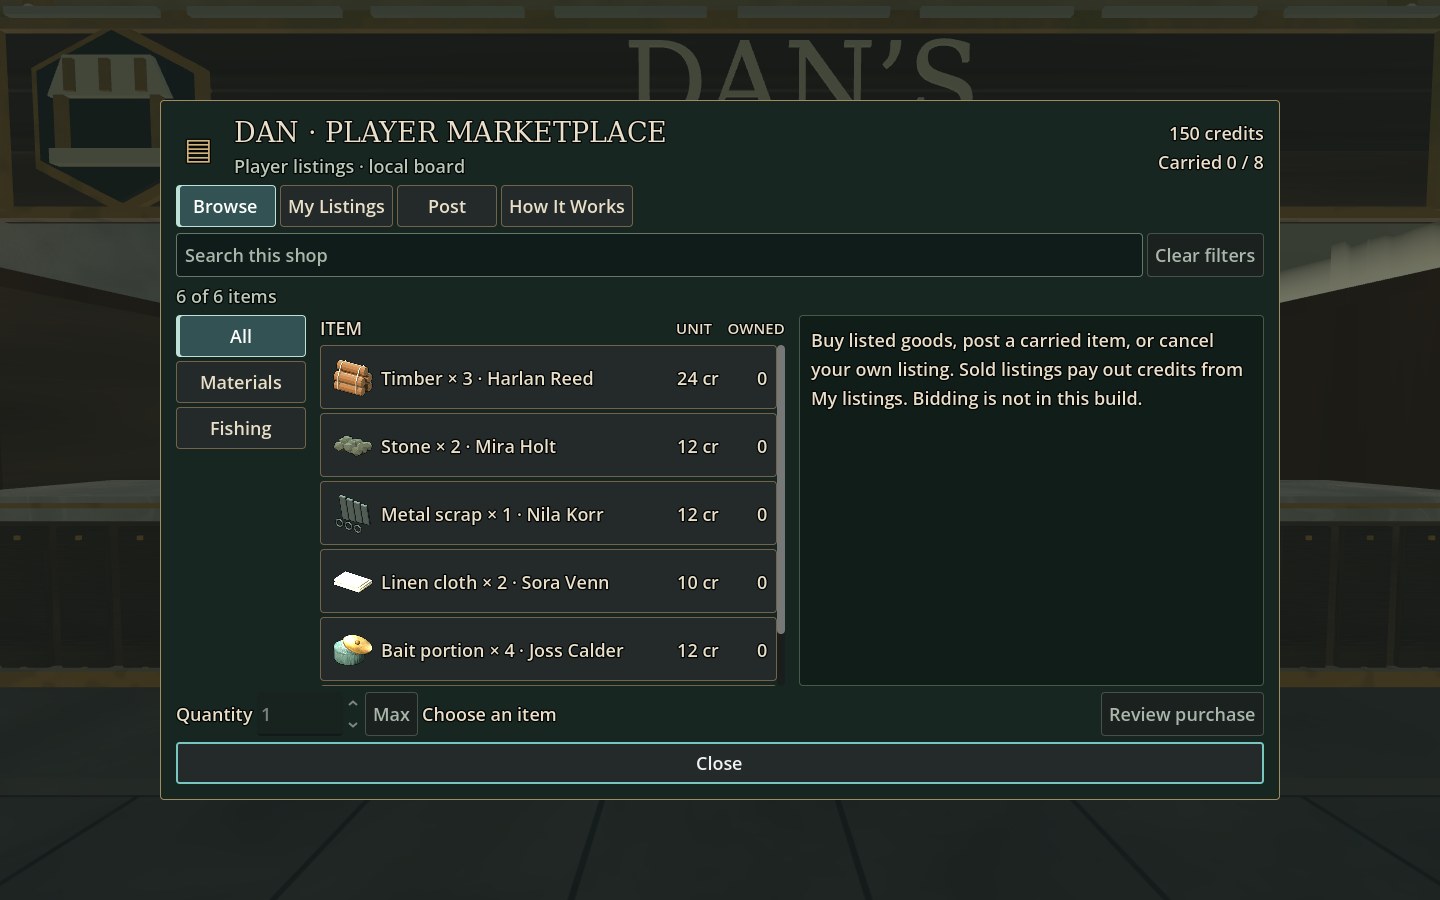 DAN’S
DAN · PLAYER MARKETPLACE
Player listings · local board
150 credits
Carried 0 / 8
Browse
My Listings
Post
How It Works
Search this shop
Clear filters
6 of 6 items
All
Materials
Fishing
ITEM UNIT OWNED
Timber × 3 · Harlan Reed 24 cr 0
Stone × 2 · Mira Holt 12 cr 0
Metal scrap × 1 · Nila Korr 12 cr 0
Linen cloth × 2 · Sora Venn 10 cr 0
Bait portion × 4 · Joss Calder 12 cr 0
Buy listed goods, post a carried item, or cancel
your own listing. Sold listings pay out credits from
My listings. Bidding is not in this build.
Quantity 1 Max Choose an item
Review purchase
Close